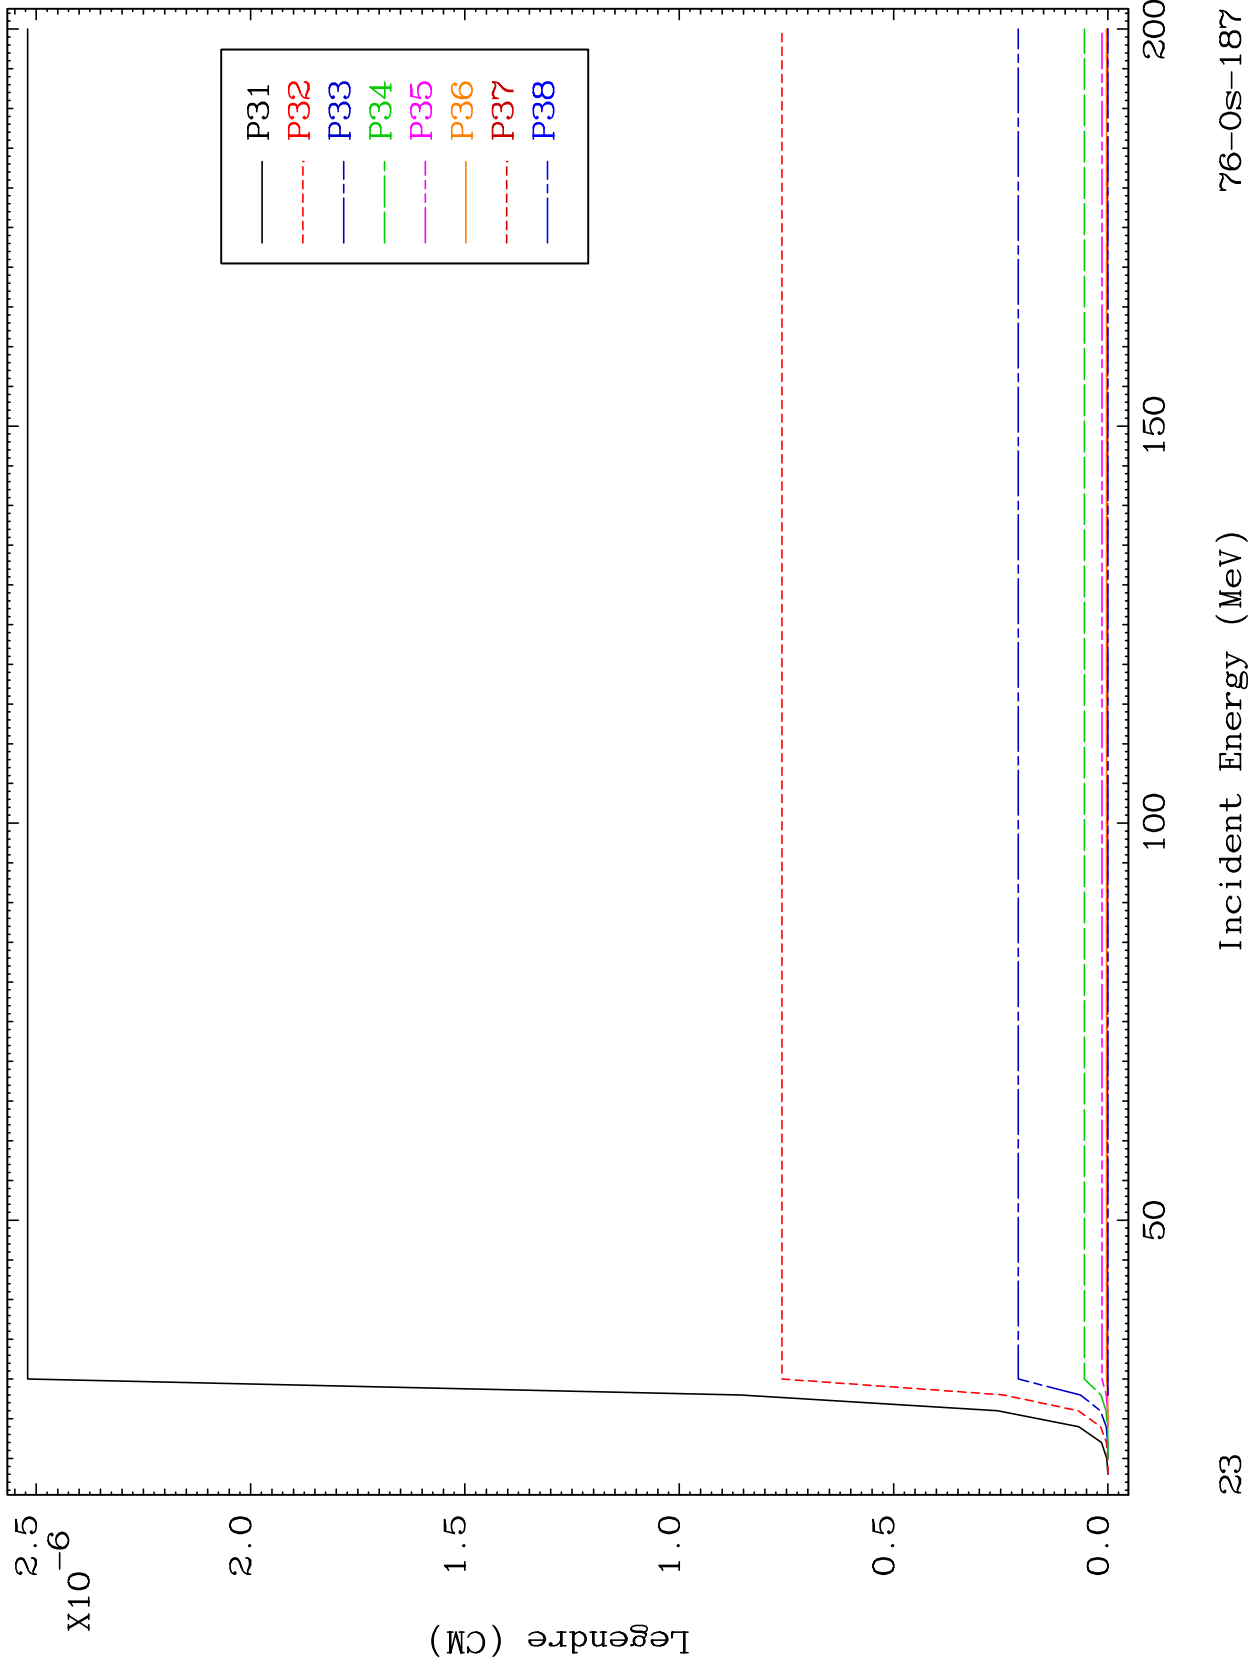 2.5
X10-6
2.0
1.5
1.0
0.5
0.0
Legendre (CM)
P31
P32
P33
P34
P35
P36
P37
P38
50
100
150
200
23
Incident Energy (MeV)
76-Os-187